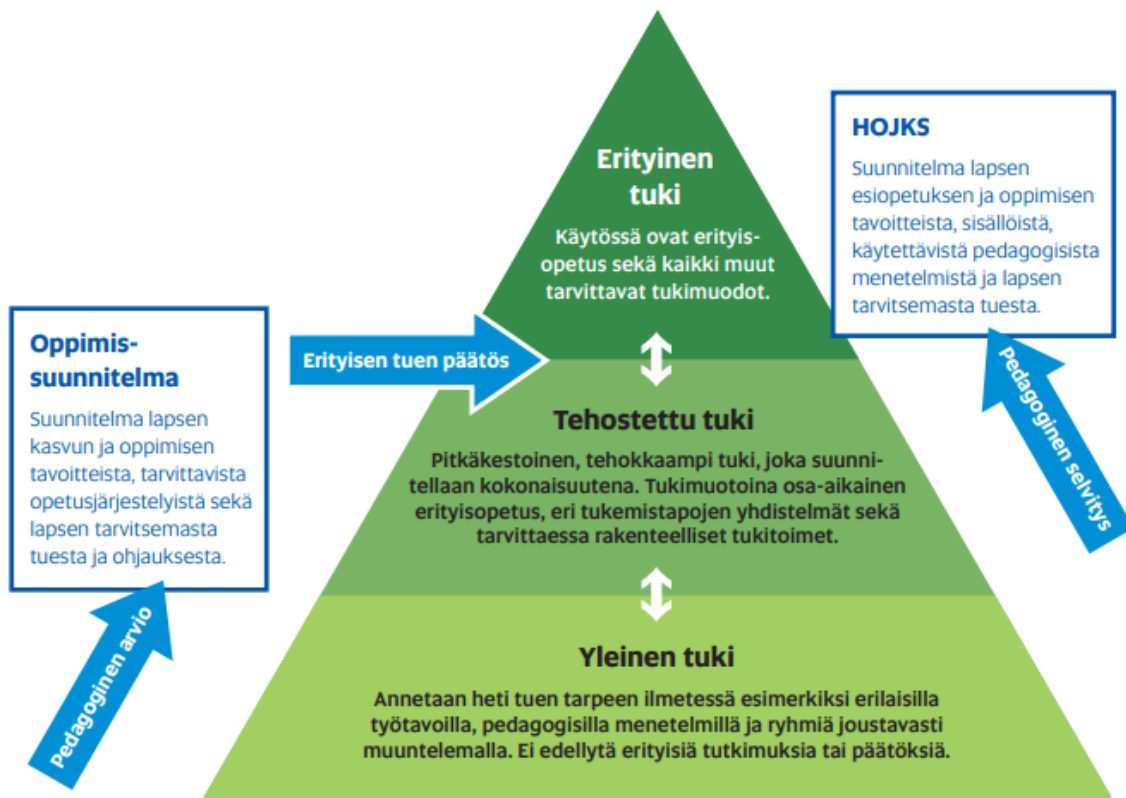 Erityinen
tuki
Käytössä ovat erityis-
opetus sekä kaikki muut
tarvittavat tukimuodot.
HOJKS
Suunnitelma lapsen
esiopetuksen ja oppimisen
tavoitteista, sisällöistä,
käytettävistä pedagogisista
menetelmistä ja lapsen
tarvitsemasta tuesta.
Pedagoginen selvitys
Oppimis-
suunnitelma
Suunnitelma lapsen
kasvun ja oppimisen
tavoitteista, tarvittavista
opetusjärjestelyistä sekä
lapsen tarvitsemasta
tuesta ja ohjauksesta.
Pedagoginen arvio
Erityisen tuen päätös
Tehostettu tuki
Pitkäkestoinen, tehokkaampi tuki, joka suunni-
tellaan kokonaisuutena. Tukimuotoina osa-aikainen
erityisopetus, eri tukemistapojen yhdistelmät sekä
tarvittaessa rakenteelliset tukitoimet.
Yleinen tuki
Annetaan heti tuen tarpeen ilmetessä esimerkiksi erilaisilla
työtavoilla, pedagogisilla menetelmillä ja ryhmiä joustavasti
muuntelemalla. Ei edellytä erityisiä tutkimuksia tai päätöksiä.